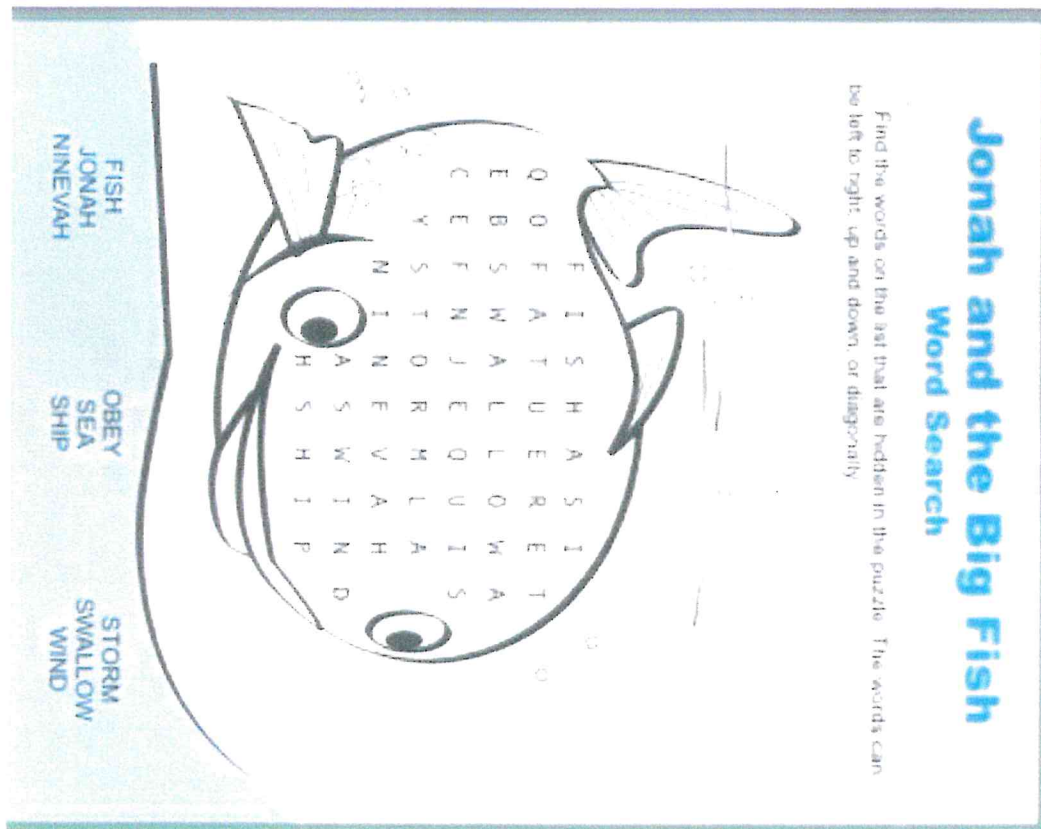 Jonah and the Big Fish
Word Search
Find the words on the list that are hidden in the puzzle. The words can
be left to right, up and down, or diagonally.
F I S H A S I
Q O F A T U E R E T
E B S W A L L O W A
C E F N J E Q U I S
Y S T O R M L A
N I N E V A H
A S W I N D
H S H I P
FISH OBEY STORM
JONAH SEA SWALLOW
NINEVAH SHIP WIND